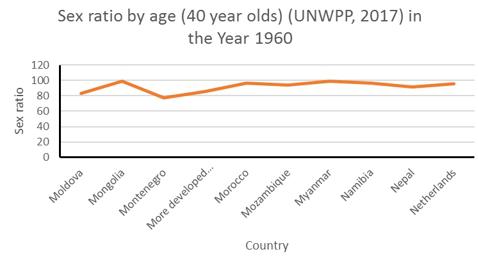 Sex ratio by age (40 year olds) (UNWPP, 2017) in
the Year 1960
120
100
80
60
40
20
0
Sex ratio
Moldova
Mongolia
Montenegro
More developed...
Morocco
Mozambique
Myanmar
Namibia
Nepal
Netherlands
Country